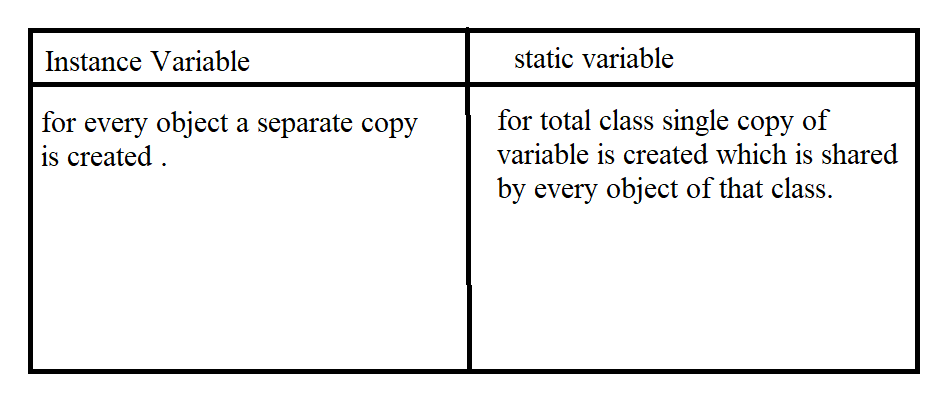 Instance Variable
static variable
for every object a separate copy
is created .
for total class single copy of
variable is created which is shared
by every object of that class.